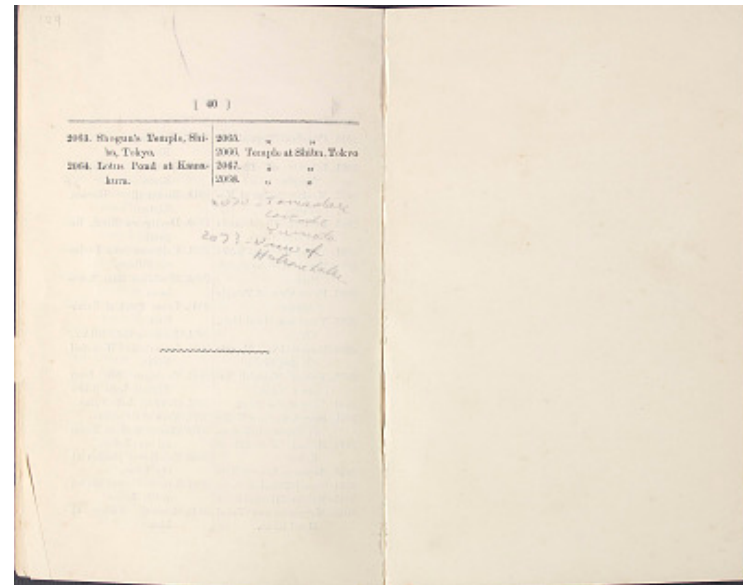 ( 40 )
2063. Shogun's Temple, Shi-
ba, Tokyo.
2064. Lotus Pond at Kama-
kura.
2065. „ „
2066. Temple at Shiba, Tokyo
2067. „ „
2068. „ „
Cascade
2073 - View of
Hakone Lake.